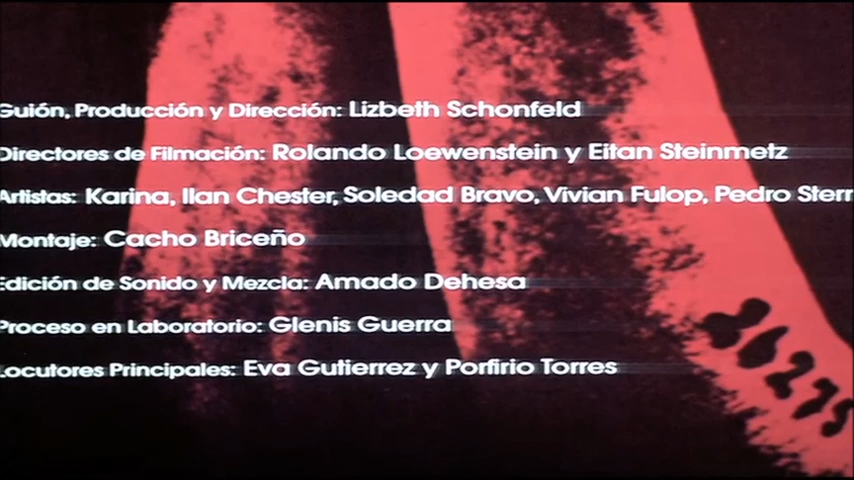 Guión, Producción y Dirección: Lizbeth Schonfeld
Directores de Filmación: Rolando Loewenstein y Eitan Steinmetz
Artistas: Karina, Ilan Chester, Soledad Bravo, Vivian Fulop, Pedro Sterr
Montaje: Cacho Briceño
Edición de Sonido y Mezcla: Amado Dehesa
Proceso en Laboratorio: Glenis Guerra
Locutores Principales: Eva Gutierrez y Porfirio Torres